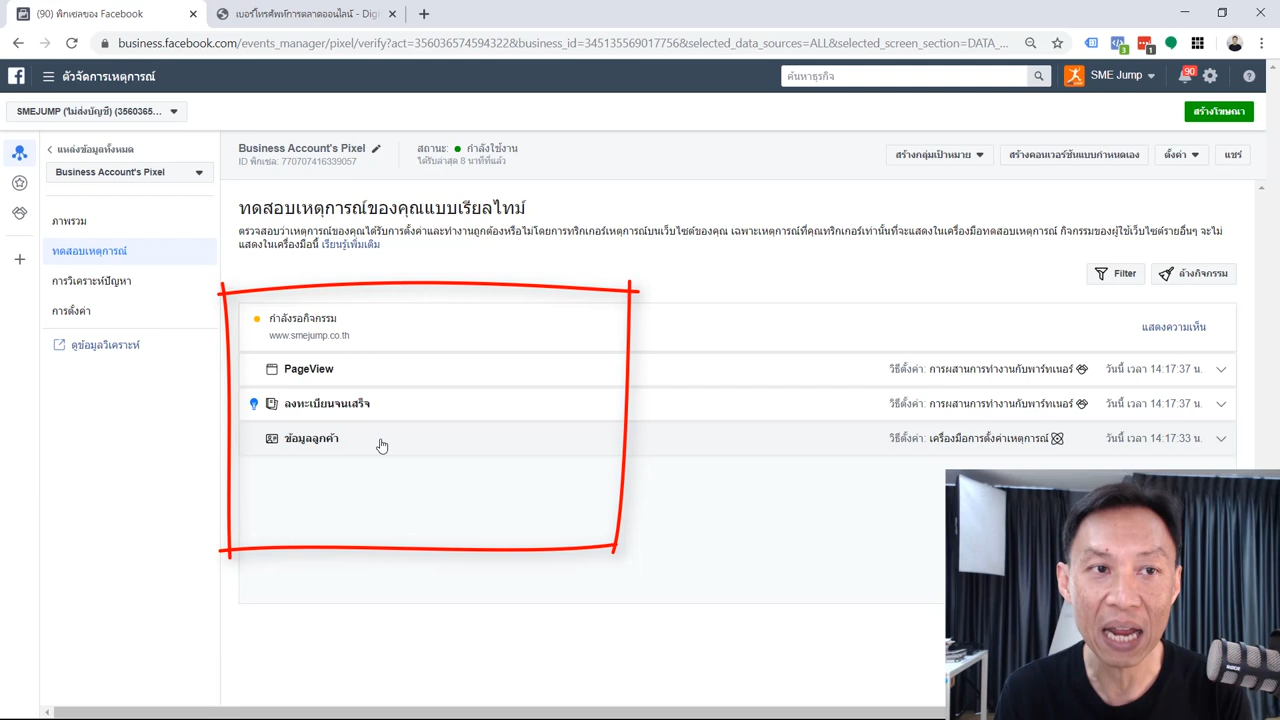 (90) พิกเซลของ Facebook
เบอร์โทรศัพท์การตลาดออนไลน์ - Digi
business.facebook.com/events_manager/pixel/verify?act=356036574594322&business_id=345135569017756&selected_data_sources=ALL&selected_screen_section=DATA_...
3
1
ตัวจัดการเหตุการณ์
ค้นหาธุรกิจ
SME Jump
90
SMEJUMP (ไม่ส่งบัญชี) (3560365...
สร้างโฆษณา
แหล่งข้อมูลทั้งหมด
Business Account's Pixel
ภาพรวม
ทดสอบเหตุการณ์
การวิเคราะห์ปัญหา
การตั้งค่า
ดูข้อมูลวิเคราะห์
Business Account's Pixel
ID พิกเซล: 770707416339057
สถานะ: กำลังใช้งาน
ได้รับล่าสุด 8 นาทีที่แล้ว
สร้างกลุ่มเป้าหมาย
สร้างคอนเวอร์ชันแบบกำหนดเอง
ตั้งค่า
แชร์
ทดสอบเหตุการณ์ของคุณแบบเรียลไทม์
ตรวจสอบว่าเหตุการณ์ของคุณได้รับการตั้งค่าและทำงานถูกต้องหรือไม่โดยการทริกเกอร์เหตุการณ์บนเว็บไซต์ของคุณ เฉพาะเหตุการณ์ที่คุณทริกเกอร์เท่านั้นที่จะแสดงในเครื่องมือทดสอบเหตุการณ์ กิจกรรมของผู้ใช้เว็บไซต์รายอื่นๆ จะไม่
แสดงในเครื่องมือนี้ เรียนรู้เพิ่มเติม
Filter
ล้างกิจกรรม
กำลังรอกิจกรรม
www.smejump.co.th
แสดงความเห็น
PageView
วิธีตั้งค่า: การผสานการทำงานกับพาร์ทเนอร์
วันนี้ เวลา 14:17:37 น.
ลงทะเบียนจนเสร็จ
วิธีตั้งค่า: การผสานการทำงานกับพาร์ทเนอร์
วันนี้ เวลา 14:17:37 น.
ข้อมูลลูกค้า
วิธีตั้งค่า: เครื่องมือการตั้งค่าเหตุการณ์
วันนี้ เวลา 14:17:33 น.
RODE